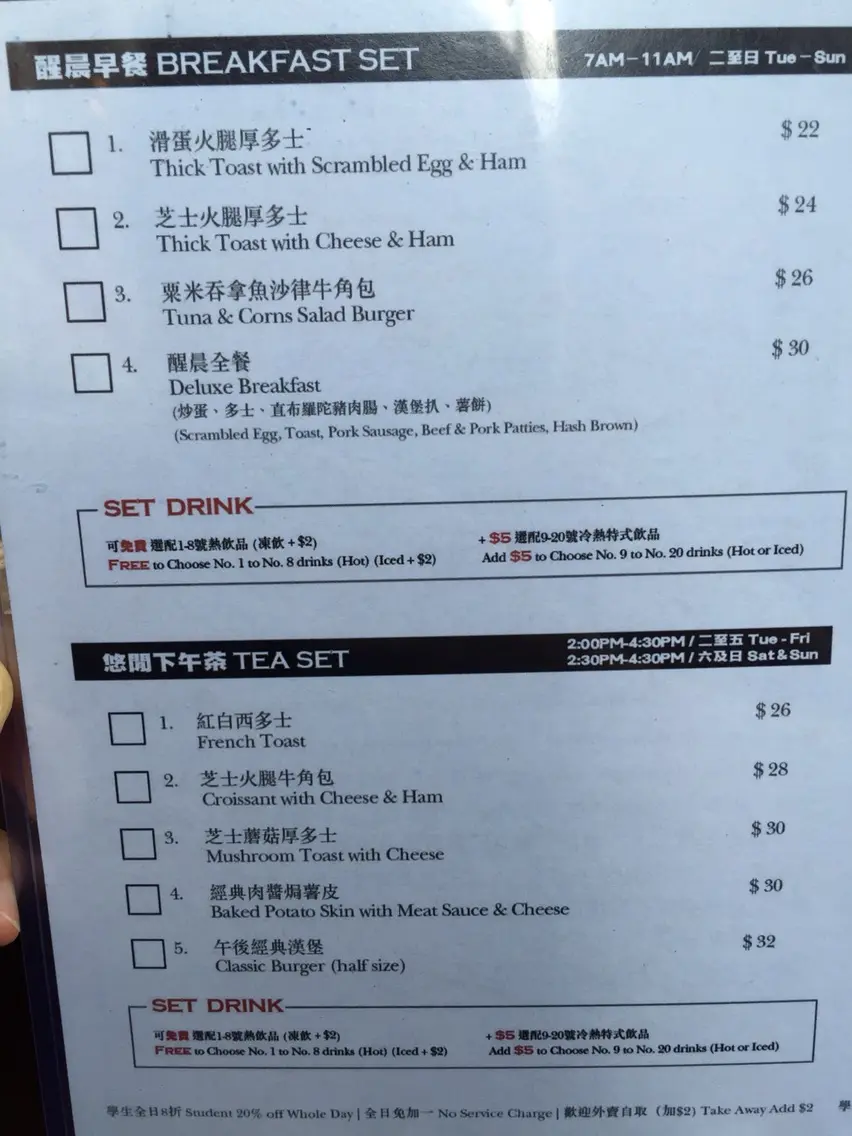 醒晨早餐 BREAKFAST SET 7AM-11AM/ 二至日 Tue-Sun
1. 滑蛋火腿厚多士 $22
Thick Toast with Scrambled Egg & Ham
2. 芝士火腿厚多士 $24
Thick Toast with Cheese & Ham
3. 粟米吞拿魚沙律牛角包 $26
Tuna & Corns Salad Burger
4. 醒晨全餐 $30
Deluxe Breakfast
(炒蛋、多士、直布羅陀豬肉腸、漢堡扒、薯餅)
(Scrambled Egg, Toast, Pork Sausage, Beef & Pork Patties, Hash Brown)
SET DRINK
可免費選配1-8號熱飲品 (凍飲+$2) +$5 選配9-20號冷熱特式飲品
FREE to Choose No. 1 to No. 8 drinks (Hot) (Iced+$2) Add $5 to Choose No. 9 to No. 20 drinks (Hot or Iced)
悠閒下午茶 TEA SET
2:00PM-4:30PM / 二至五 Tue-Fri
2:30PM-4:30PM / 六及日 Sat&Sun
1. 紅白西多士 $26
French Toast
2. 芝士火腿牛角包 $28
Croissant with Cheese & Ham
3. 芝士蘑菇厚多士 $30
Mushroom Toast with Cheese
4. 經典肉醬焗薯皮 $30
Baked Potato Skin with Meat Sauce & Cheese
5. 午後經典漢堡 $32
Classic Burger (half size)
SET DRINK
可免費選配1-8號熱飲品 (凍飲+$2) +$5 選配9-20號冷熱特式飲品
FREE to Choose No. 1 to No. 8 drinks (Hot) (Iced+$2) Add $5 to Choose No. 9 to No. 20 drinks (Hot or Iced)
學生全日8折 Student 20% off Whole Day | 全日免加一 No Service Charge | 歡迎外賣自取 (加$2) Take Away Add $2 學